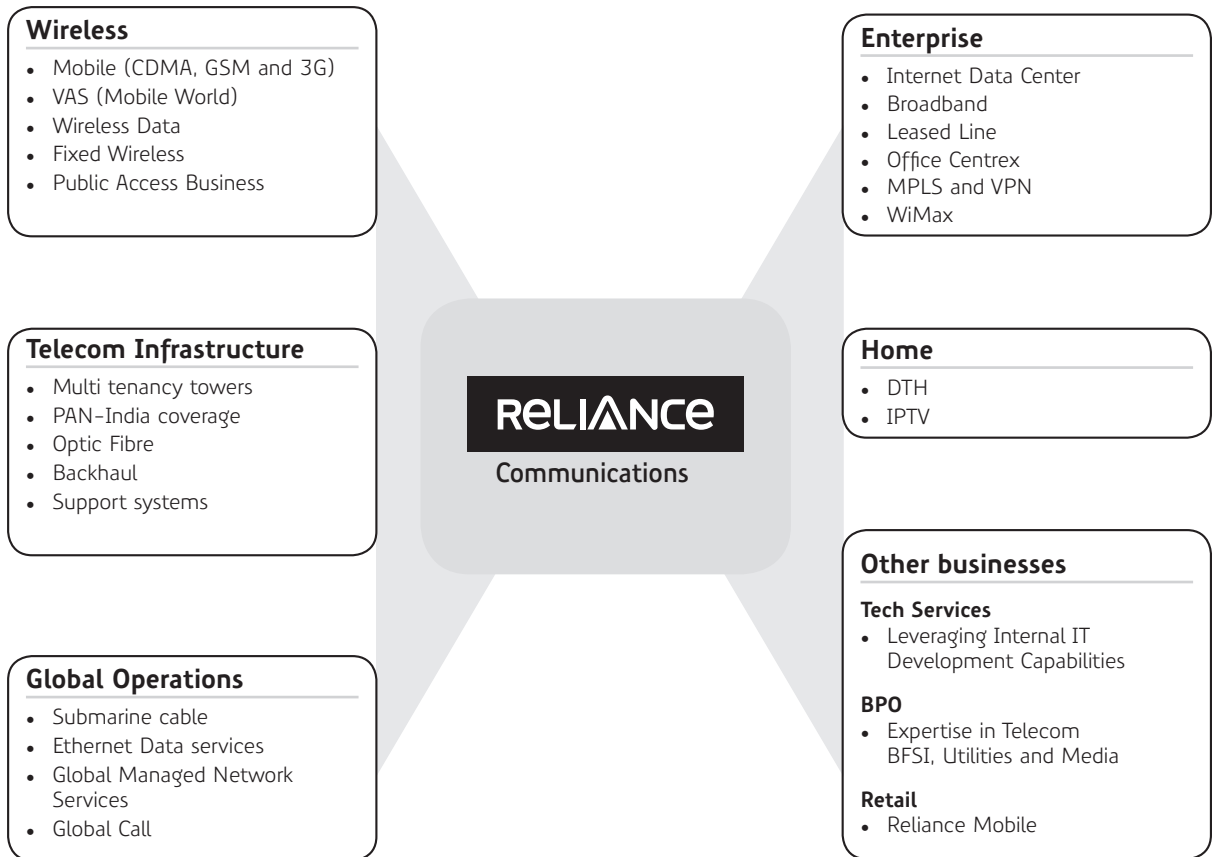 Wireless
• Mobile (CDMA, GSM and 3G)
• VAS (Mobile World)
• Wireless Data
• Fixed Wireless
• Public Access Business
Telecom Infrastructure
• Multi tenancy towers
• PAN-India coverage
• Optic Fibre
• Backhaul
• Support systems
Global Operations
• Submarine cable
• Ethernet Data services
• Global Managed Network
Services
• Global Call
RELIANCE
Communications
Enterprise
• Internet Data Center
• Broadband
• Leased Line
• Office Centrex
• MPLS and VPN
• WiMax
Home
• DTH
• IPTV
Other businesses
Tech Services
• Leveraging Internal IT
Development Capabilities
BPO
• Expertise in Telecom
BFSI, Utilities and Media
Retail
• Reliance Mobile